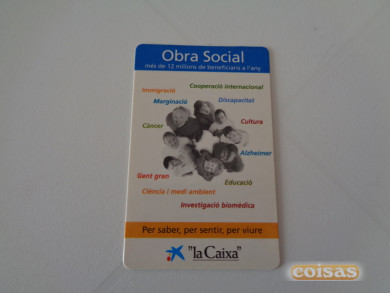 Obra Social
més de 12 milions de beneficiaris a l'any
Cooperació internacional
Immigració
Discapacitat
Marginació
Cultura
Càncer
Alzheimer
Gent gran
Educació
Ciència i medi ambient
Investigació biomèdica
Per saber, per sentir, per viure
"la Caixa"
coisas